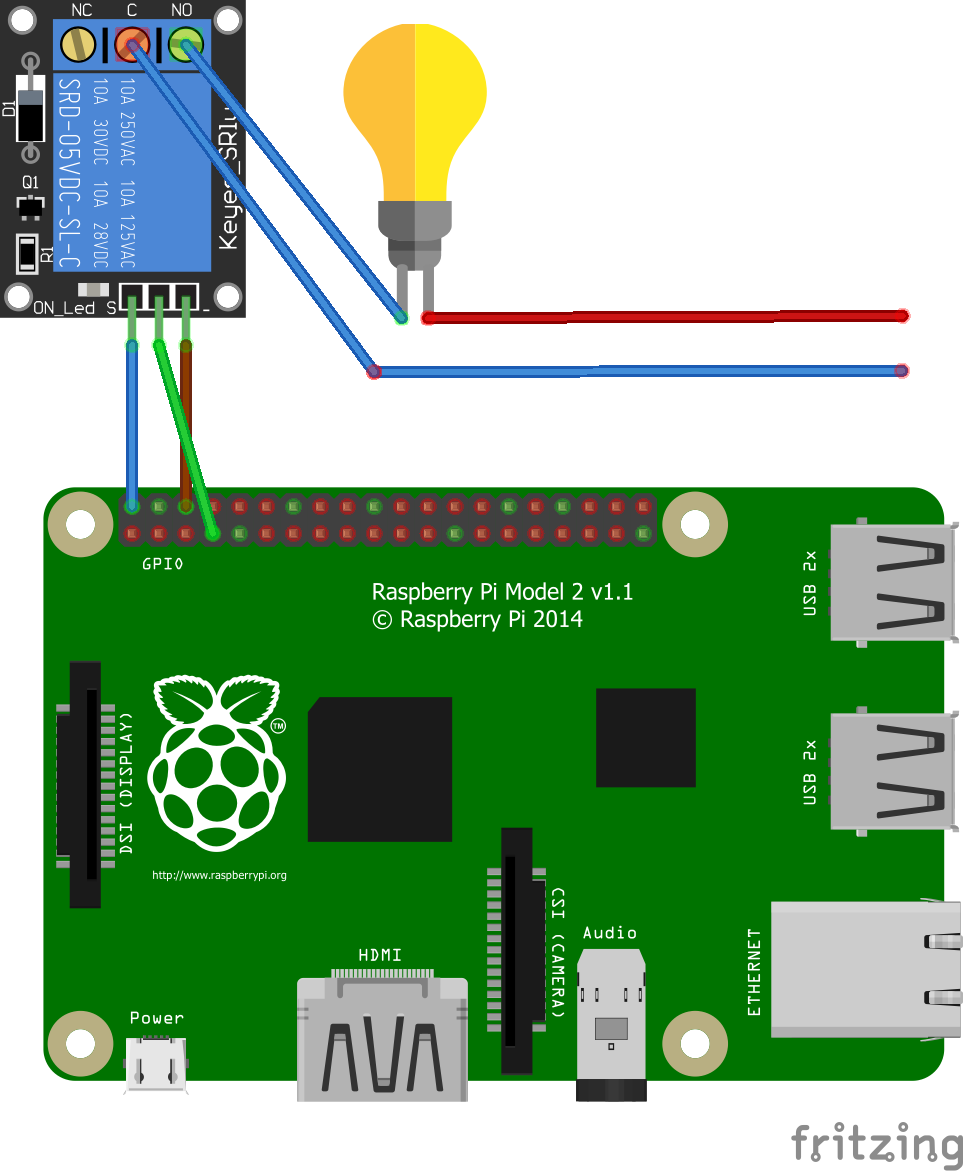 NC C NO
D1
Q1
R1
SRD-05VDC-SL-C
10A 30VDC 10A 28VDC
10A 250VAC 10A 125VAC
Keyes_SR1y
ON_Led S -
GPIO
Raspberry Pi Model 2 v1.1
© Raspberry Pi 2014
USB 2x
USB 2x
DSI (DISPLAY)
TM
http://www.raspberrypi.org
CSI (CAMERA)
Audio
ETHERNET
HDMI
Power
fritzing